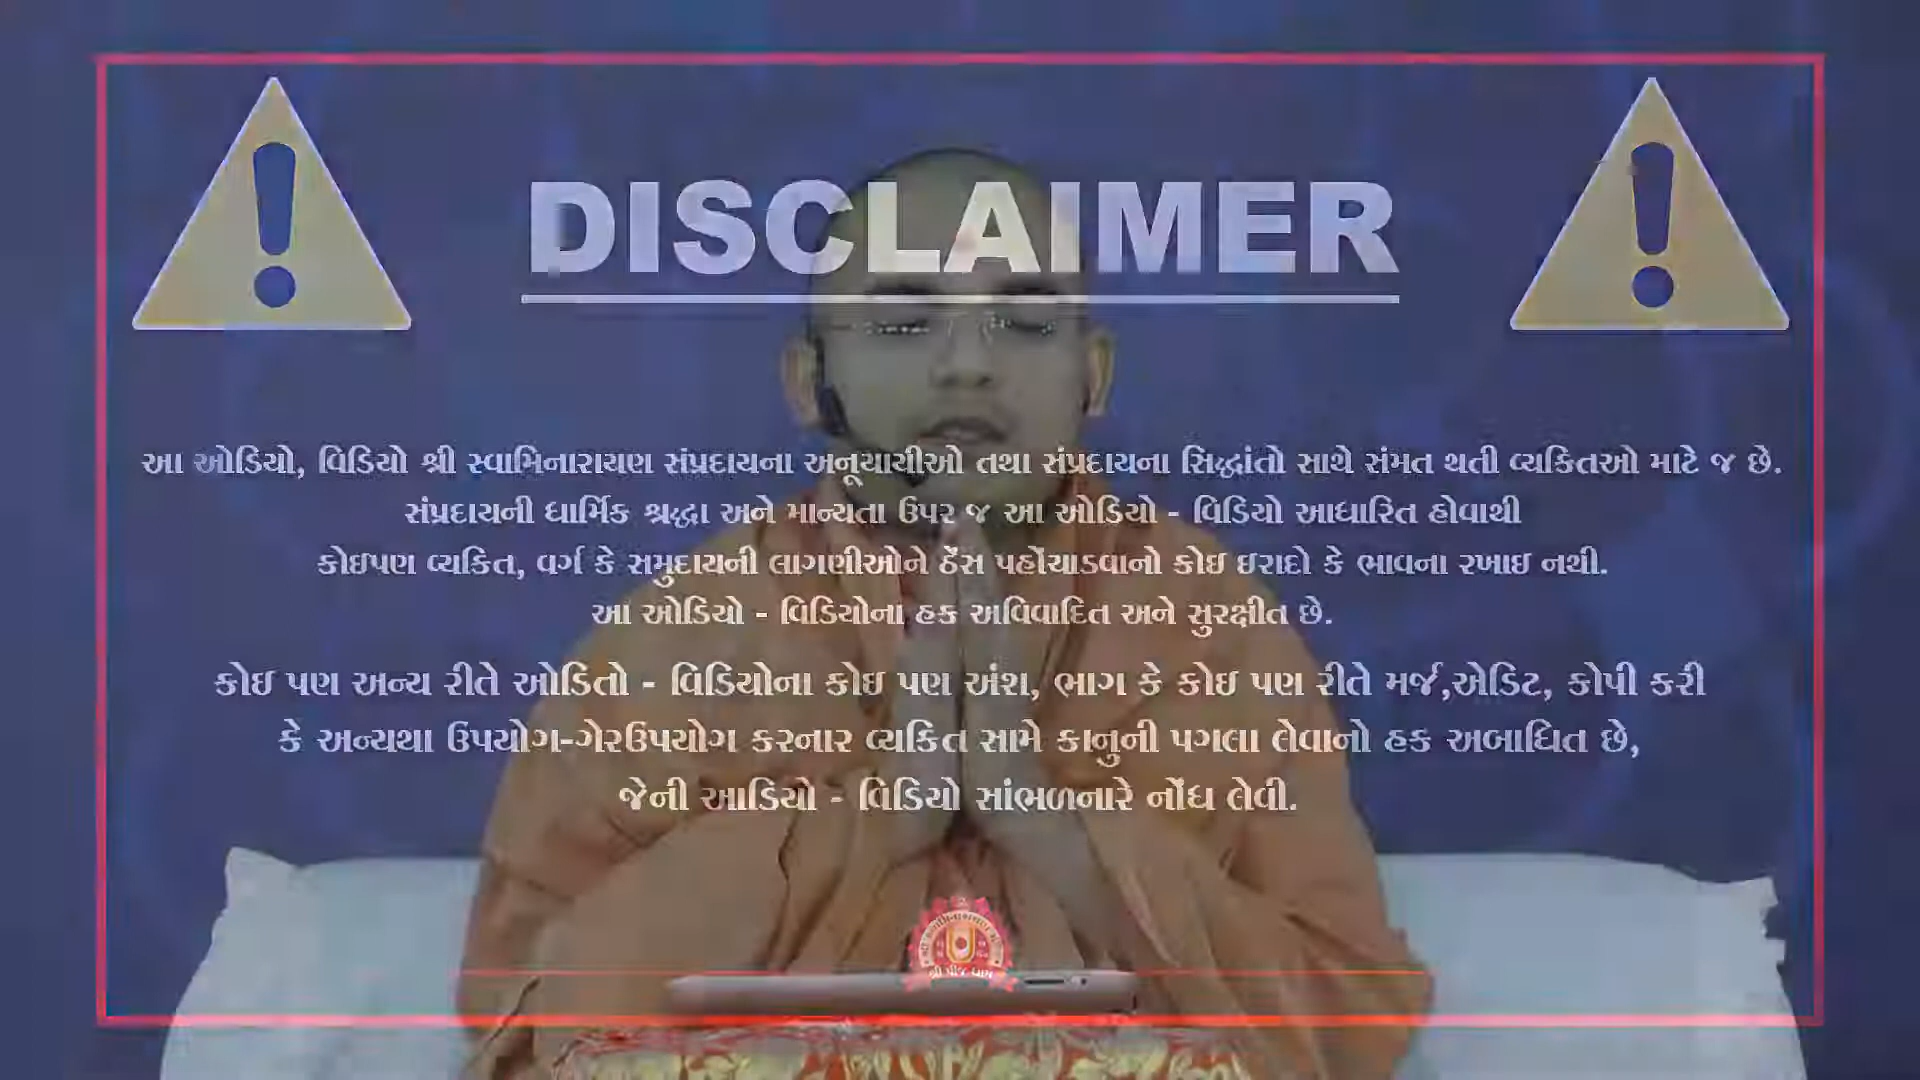 DISCLAIMER
આ ઓડિયો, વિડિયો શ્રી સ્વામિનારાયણ સંપ્રદાયના અનૂયાયીઓ તથા સંપ્રદાયના સિદ્ધાંતો સાથે સંમત થતી વ્યકિતઓ માટે જ છે.
સંપ્રદાયની ધાર્મિક શ્રદ્ધા અને માન્યતા ઉપર જ આ ઓડિયો - વિડિયો આધારિત હોવાથી
કોઇપણ વ્યકિત, વર્ગ કે સમુદાયની લાગણીઓને ઠેંસ પહોંચાડવાનો કોઇ ઇરાદો કે ભાવના રખાઇ નથી.
આ ઓડિયો - વિડિયોના હક અવિવાદિત અને સુરક્ષીત છે.
કોઇ પણ અન્ય રીતે ઓડિતો - વિડિયોના કોઇ પણ અંશ, ભાગ કે કોઇ પણ રીતે મર્જ,એડિટ, કોપી કરી
કે અન્યથા ઉપયોગ-ગેરઉપયોગ કરનાર વ્યકિત સામે કાનુની પગલા લેવાનો હક અબાધિત છે,
જેની આડિયો - વિડિયો સાંભળનારે નોંધ લેવી.